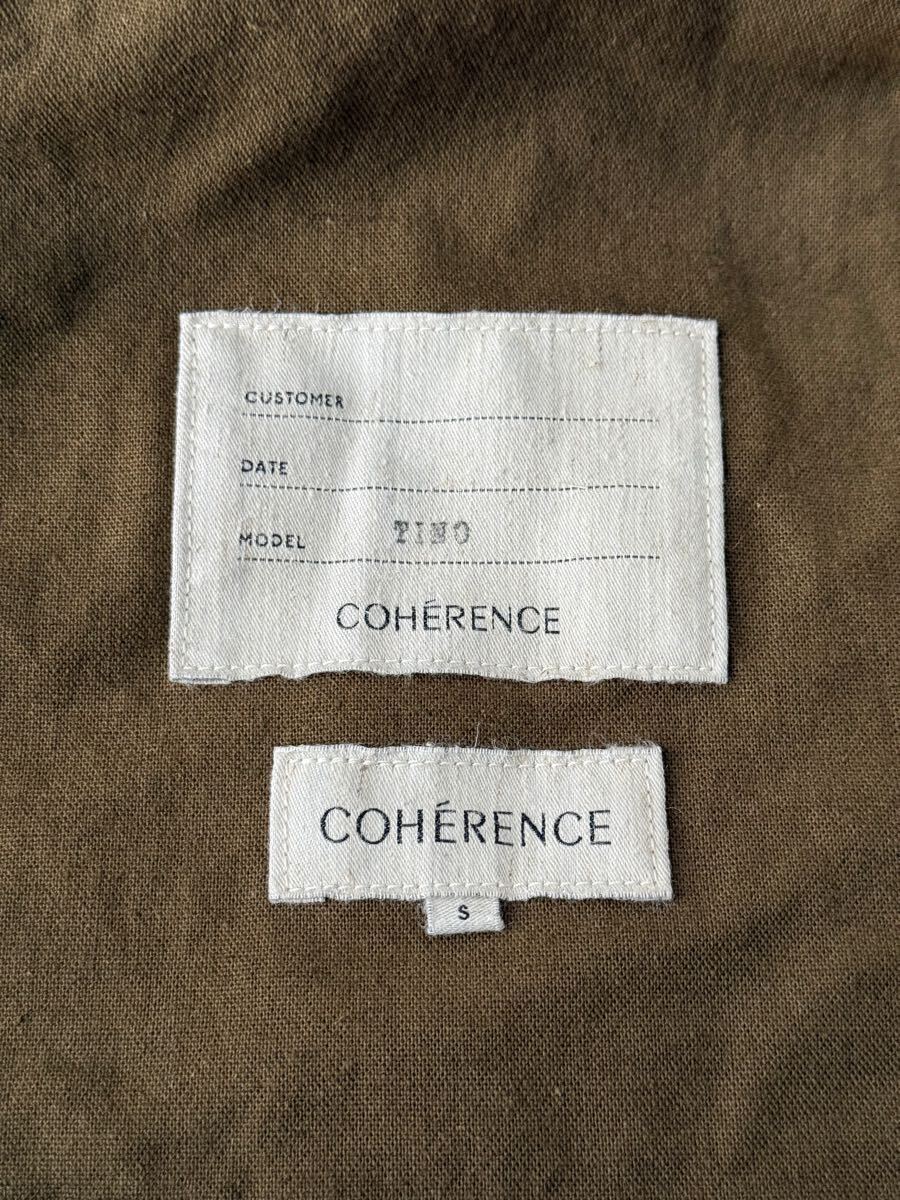 CUSTOMER
DATE
MODEL TINO
COHÉRENCE
COHÉRENCE
S